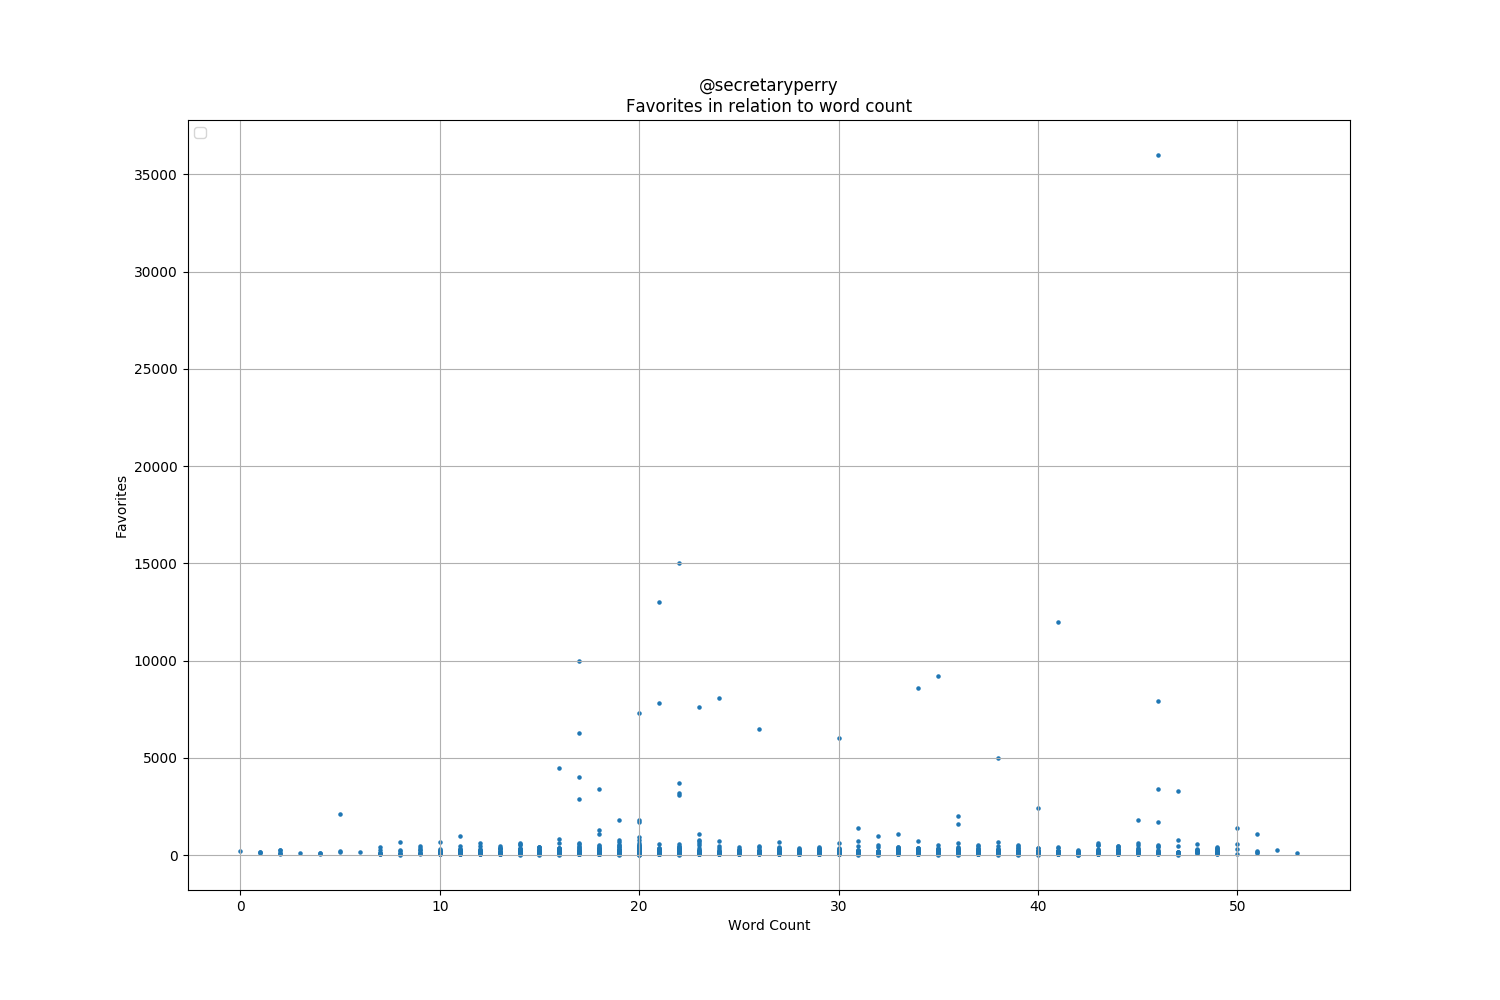 @secretaryperry
Favorites in relation to word count
35000
30000
25000
20000
15000
10000
5000
0
Favorites
0 10 20 30 40 50
Word Count